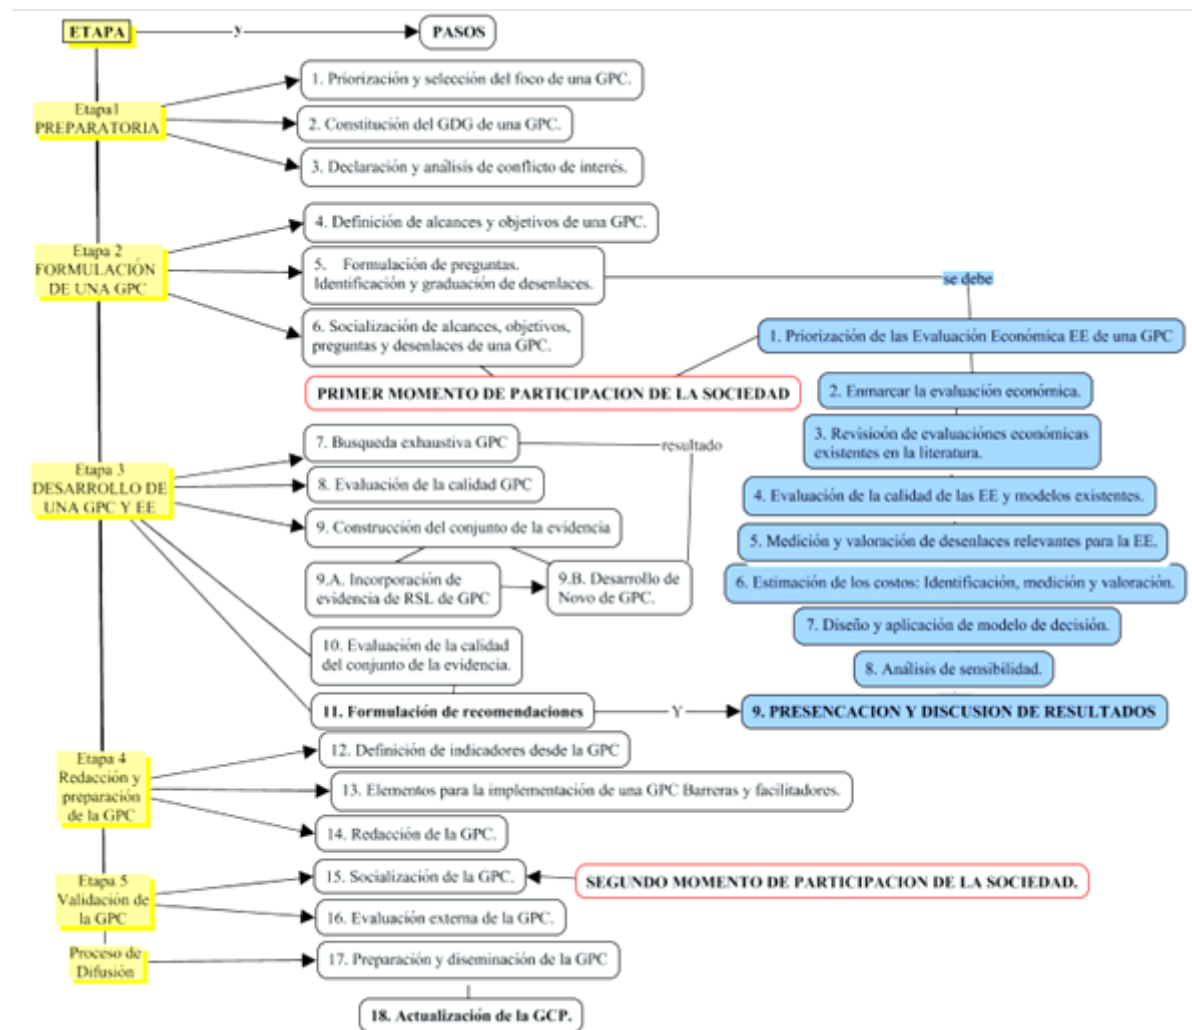 ETAPA
y
PASOS
1. Priorización y selección del foco de una GPC.
Etapa1
PREPARATORIA
2. Constitución del GDG de una GPC.
3. Declaración y análisis de conflicto de interés.
4. Definición de alcances y objetivos de una GPC.
Etapa 2
FORMULACIÓN
DE UNA GPC
5. Formulación de preguntas.
Identificación y graduación de desenlaces.
se debe
6. Socialización de alcances, objetivos,
preguntas y desenlaces de una GPC.
1. Priorización de las Evaluación Económica EE de una GPC
PRIMER MOMENTO DE PARTICIPACION DE LA SOCIEDAD
2. Enmarcar la evaluación económica.
3. Revisioón de evaluaciónes económicas
existentes en la literatura.
7. Busqueda exhaustiva GPC
resultado
Etapa 3
DESARROLLO DE
UNA GPC Y EE
8. Evaluación de la calidad GPC
4. Evaluación de la calidad de las EE y modelos existentes.
9. Construcción del conjunto de la evidencia
5. Medición y valoración de desenlaces relevantes para la EE.
9.A. Incorporación de
evidencia de RSL de GPC
9.B. Desarrollo de
Novo de GPC.
6. Estimación de los costos: Identificación, medición y valoración.
7. Diseño y aplicación de modelo de decisión.
10. Evaluación de la calidad
del conjunto de la evidencia.
8. Análisis de sensibilidad.
11. Formulación de recomendaciones
Y
9. PRESENCACION Y DISCUSION DE RESULTADOS
12. Definición de indicadores desde la GPC
Etapa 4
Redacción y
preparación
de la GPC
13. Elementos para la implementación de una GPC Barreras y facilitadores.
14. Redacción de la GPC.
Etapa 5
Validación de
la GPC
15. Socialización de la GPC.
SEGUNDO MOMENTO DE PARTICIPACION DE LA SOCIEDAD.
16. Evaluación externa de la GPC.
Proceso de
Difusión
17. Preparación y diseminación de la GPC
18. Actualización de la GCP.